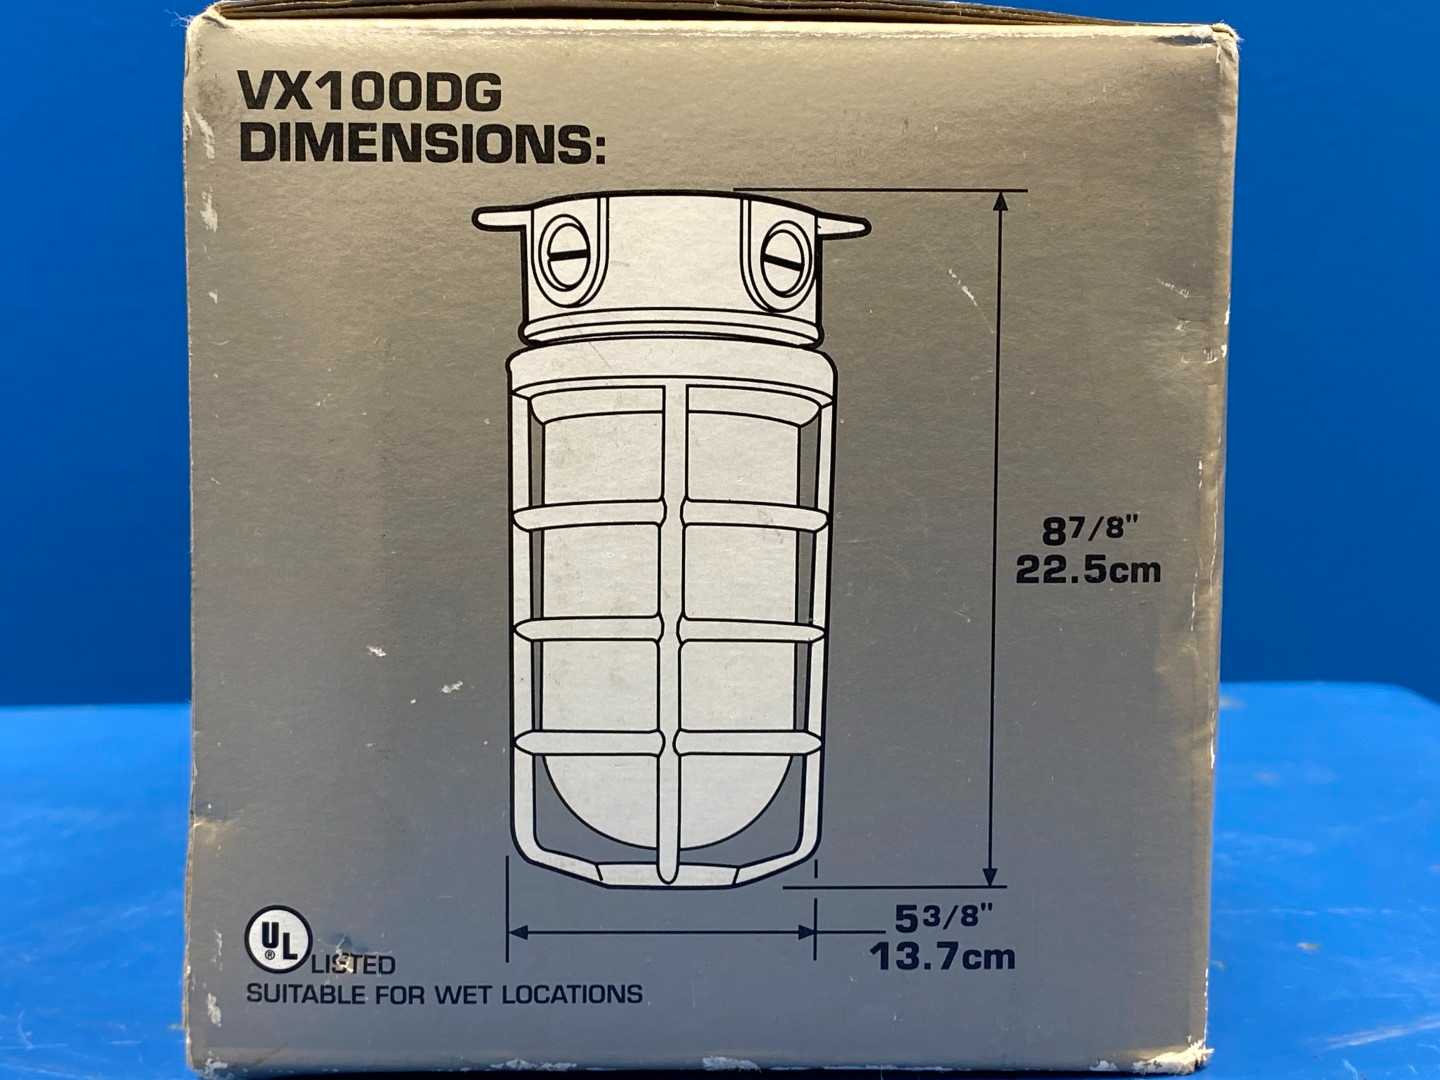 VX100DG
DIMENSIONS:
8 7/8"
22.5cm
5 3/8"
13.7cm
UL
®
LISTED
SUITABLE FOR WET LOCATIONS